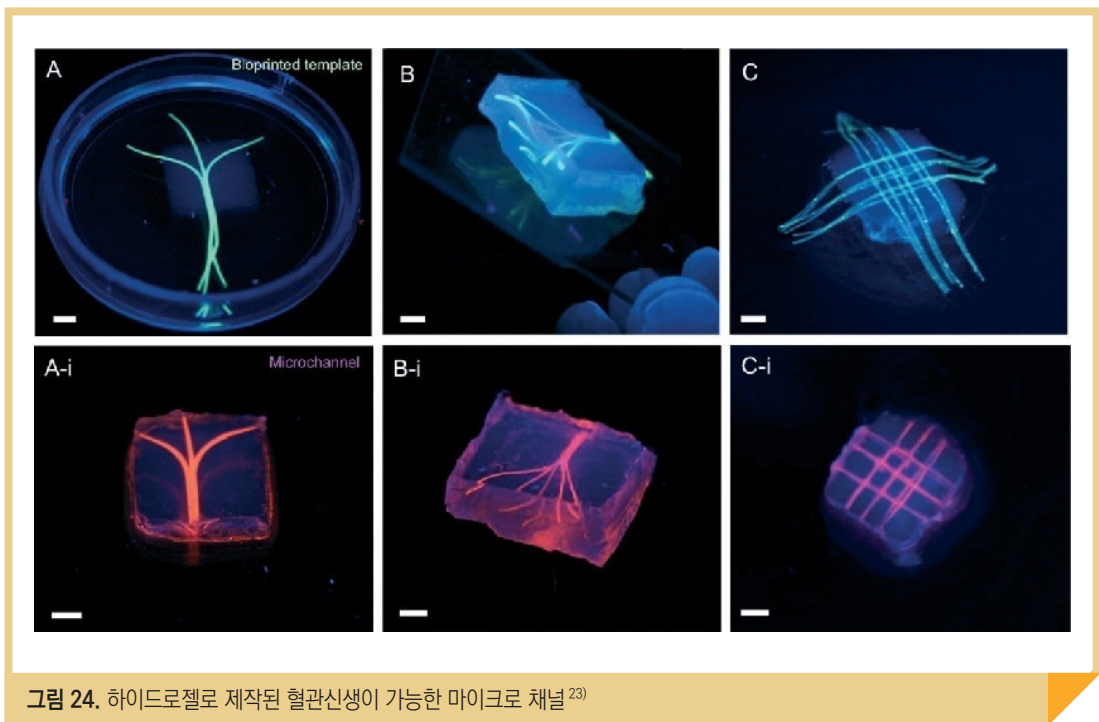 A
Bioprinted template
B
C
A-i
Microchannel
B-i
C-i
그림 24. 하이드로젤로 제작된 혈관신생이 가능한 마이크로 채널 23)